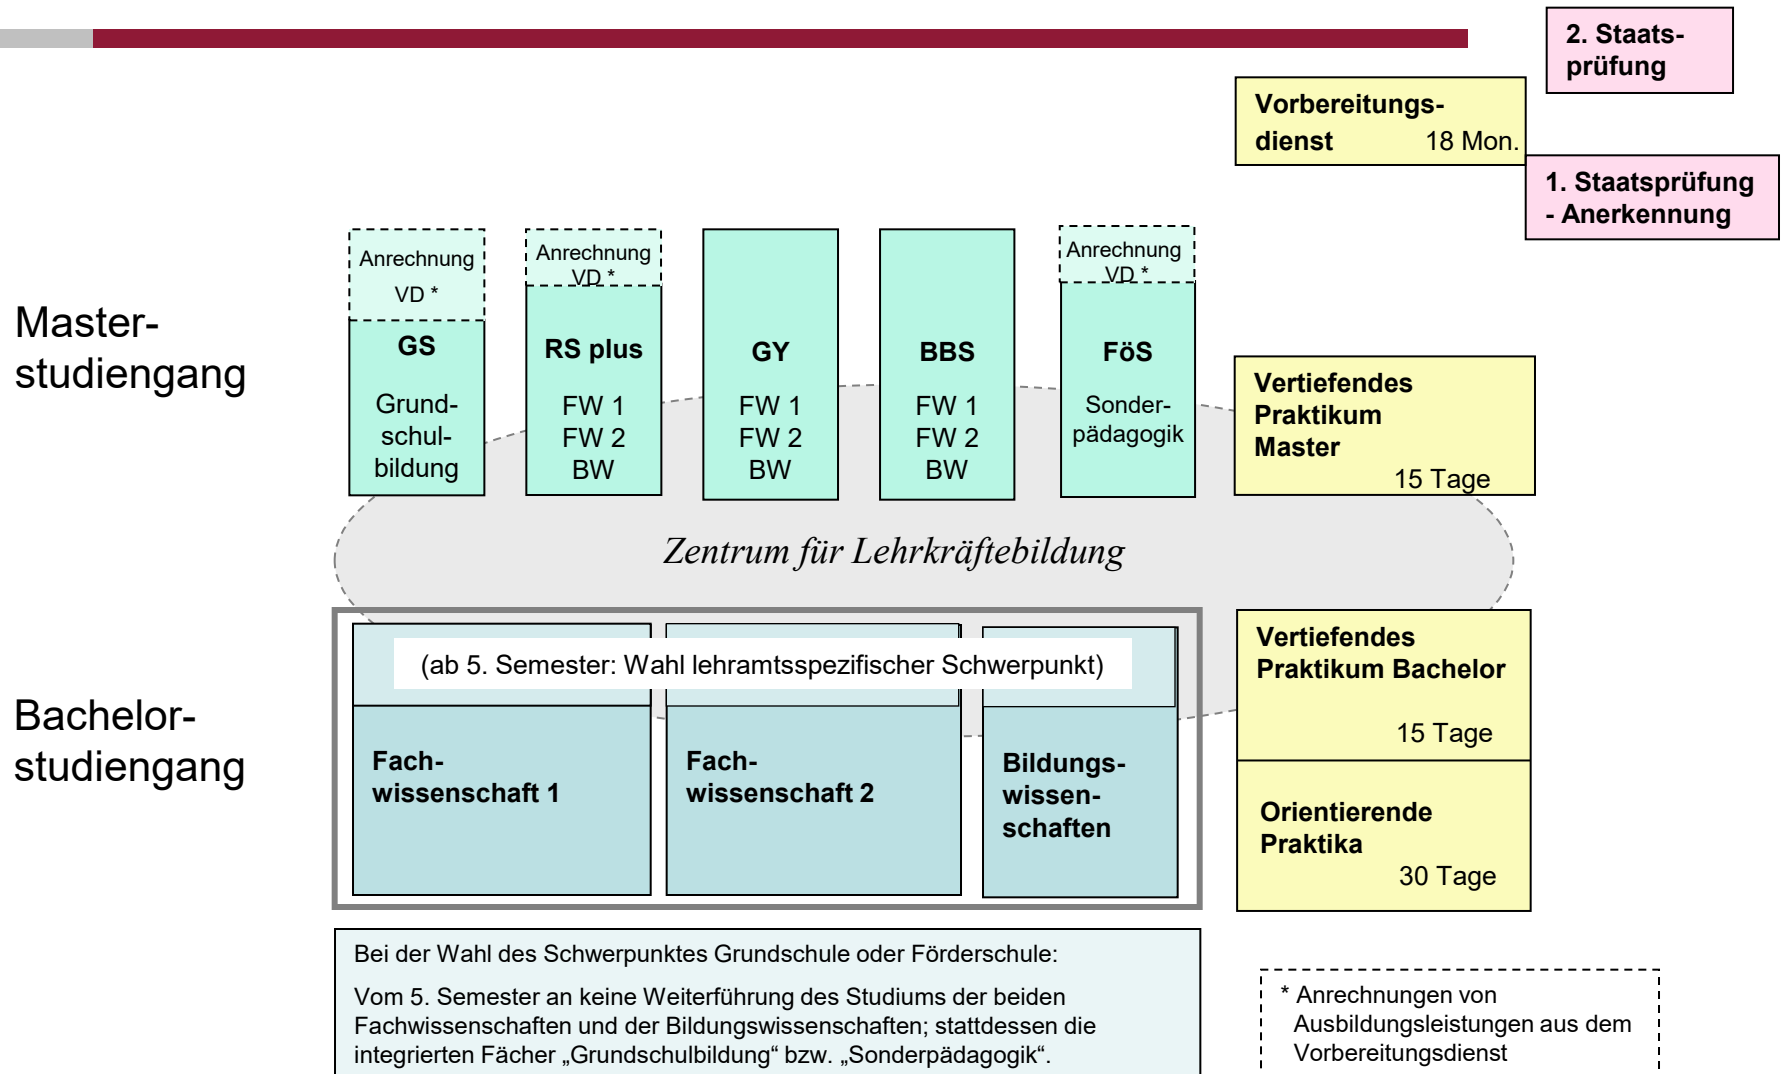 2. Staats-
prüfung
Vorbereitungs-
dienst 18 Mon.
1. Staatsprüfung
- Anerkennung
Master-
studiengang
Anrechnung
VD *
GS
Grund-
schul-
bildung
Anrechnung
VD *
RS plus
FW 1
FW 2
BW
GY
FW 1
FW 2
BW
BBS
FW 1
FW 2
BW
Anrechnung
VD *
FöS
Sonder-
pädagogik
Vertiefendes
Praktikum
Master
15 Tage
Zentrum für Lehrkräftebildung
Bachelor-
studiengang
(ab 5. Semester: Wahl lehramtsspezifischer Schwerpunkt)
Fach-
wissenschaft 1
Fach-
wissenschaft 2
Bildungs-
wissen-
schaften
Vertiefendes
Praktikum Bachelor
15 Tage
Orientierende
Praktika
30 Tage
Bei der Wahl des Schwerpunktes Grundschule oder Förderschule:
Vom 5. Semester an keine Weiterführung des Studiums der beiden
Fachwissenschaften und der Bildungswissenschaften; stattdessen die
integrierten Fächer „Grundschulbildung“ bzw. „Sonderpädagogik“.
* Anrechnungen von
Ausbildungsleistungen aus dem
Vorbereitungsdienst